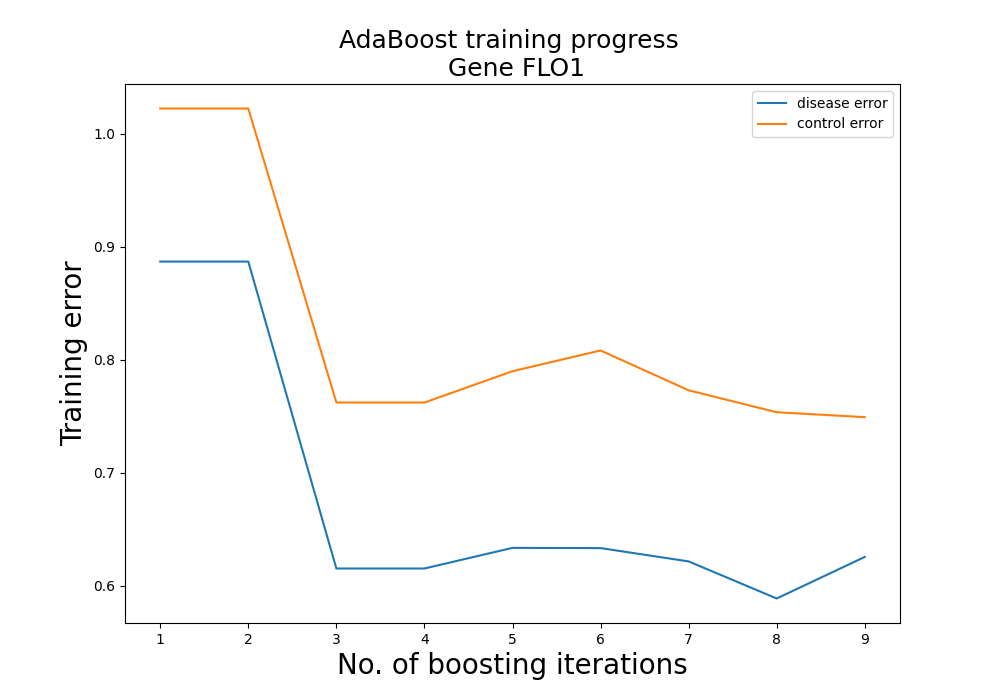 AdaBoost training progress
Gene FLO1
disease error
control error
Training error
1.0
0.9
0.8
0.7
0.6
1 2 3 4 5 6 7 8 9
No. of boosting iterations